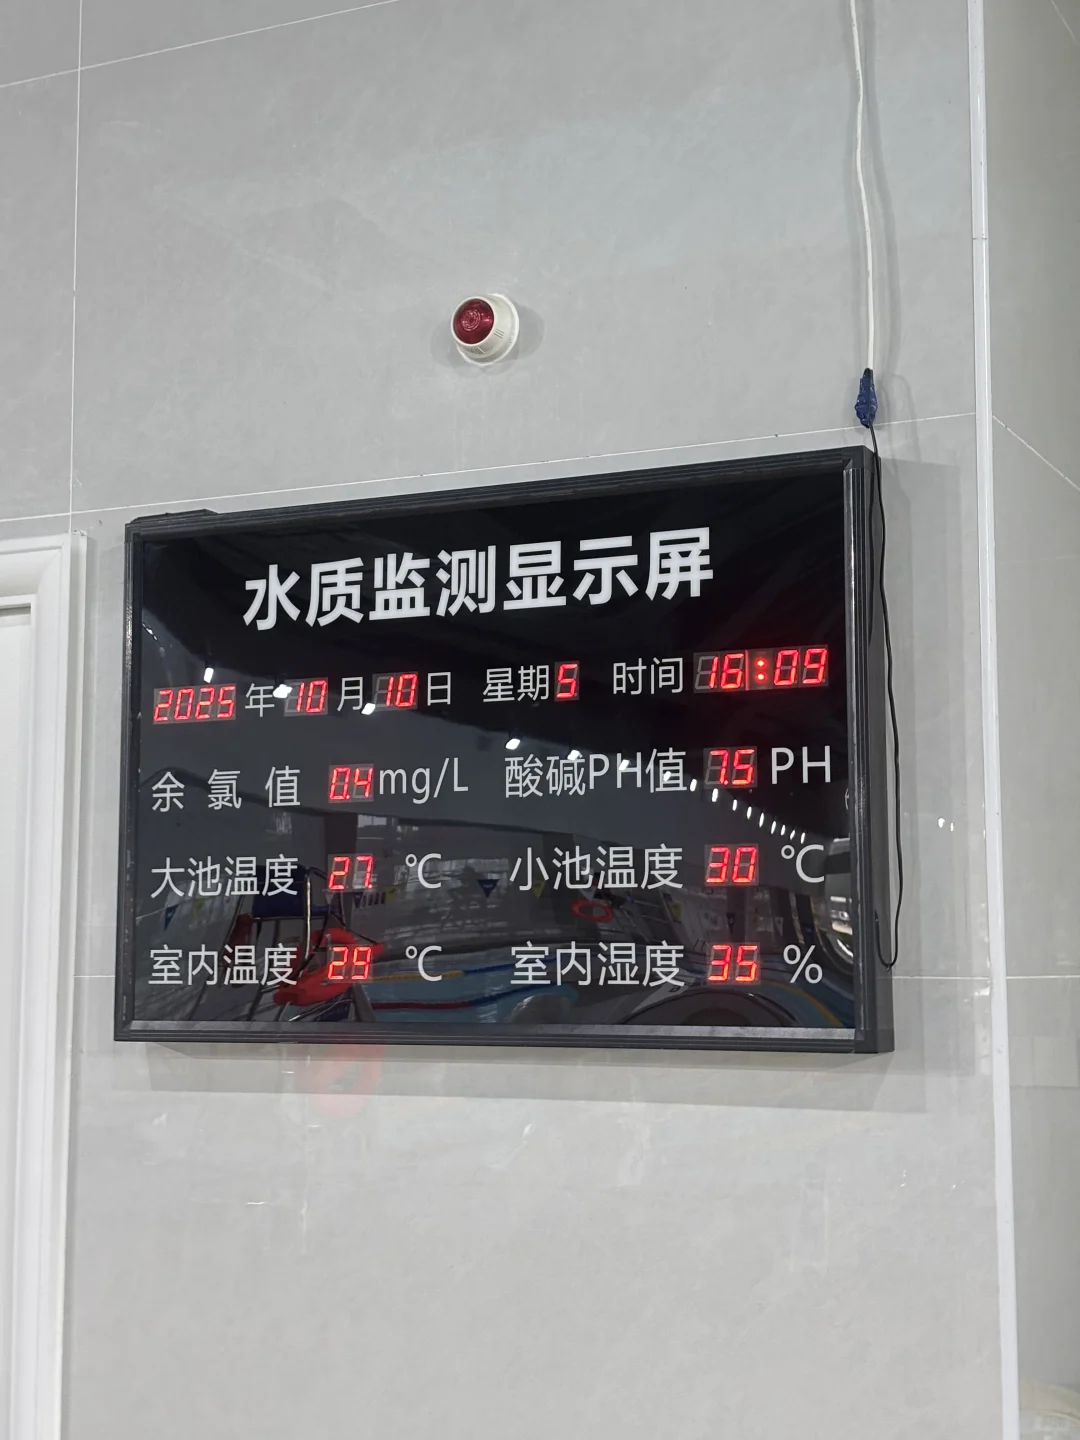 水质监测显示屏
2025年10月10日 星期5 时间16:09
余氯值 0.4mg/L 酸碱PH值 7.5 PH
大池温度 27 ℃ 小池温度 30 ℃
室内温度 29 ℃ 室内湿度 35 %